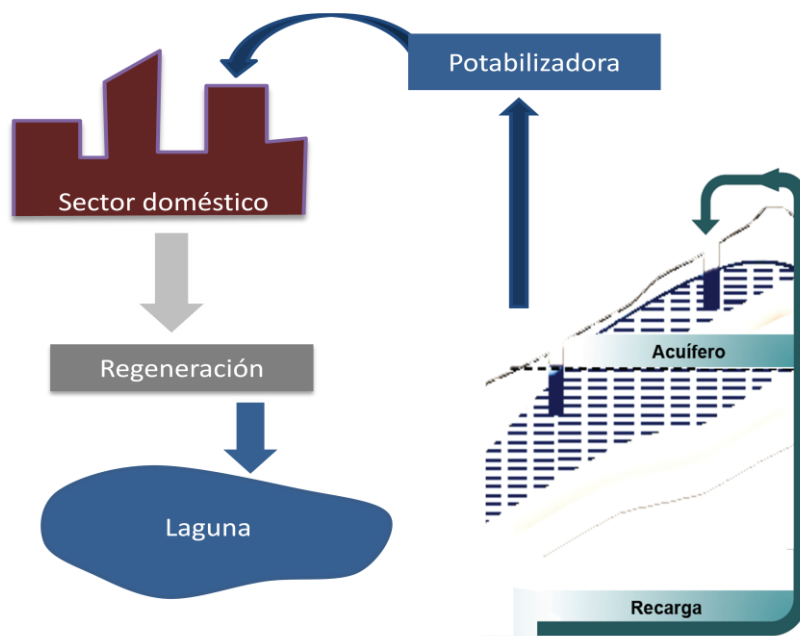 Potabilizadora
Sector doméstico
Regeneración
Acuífero
Laguna
Recarga